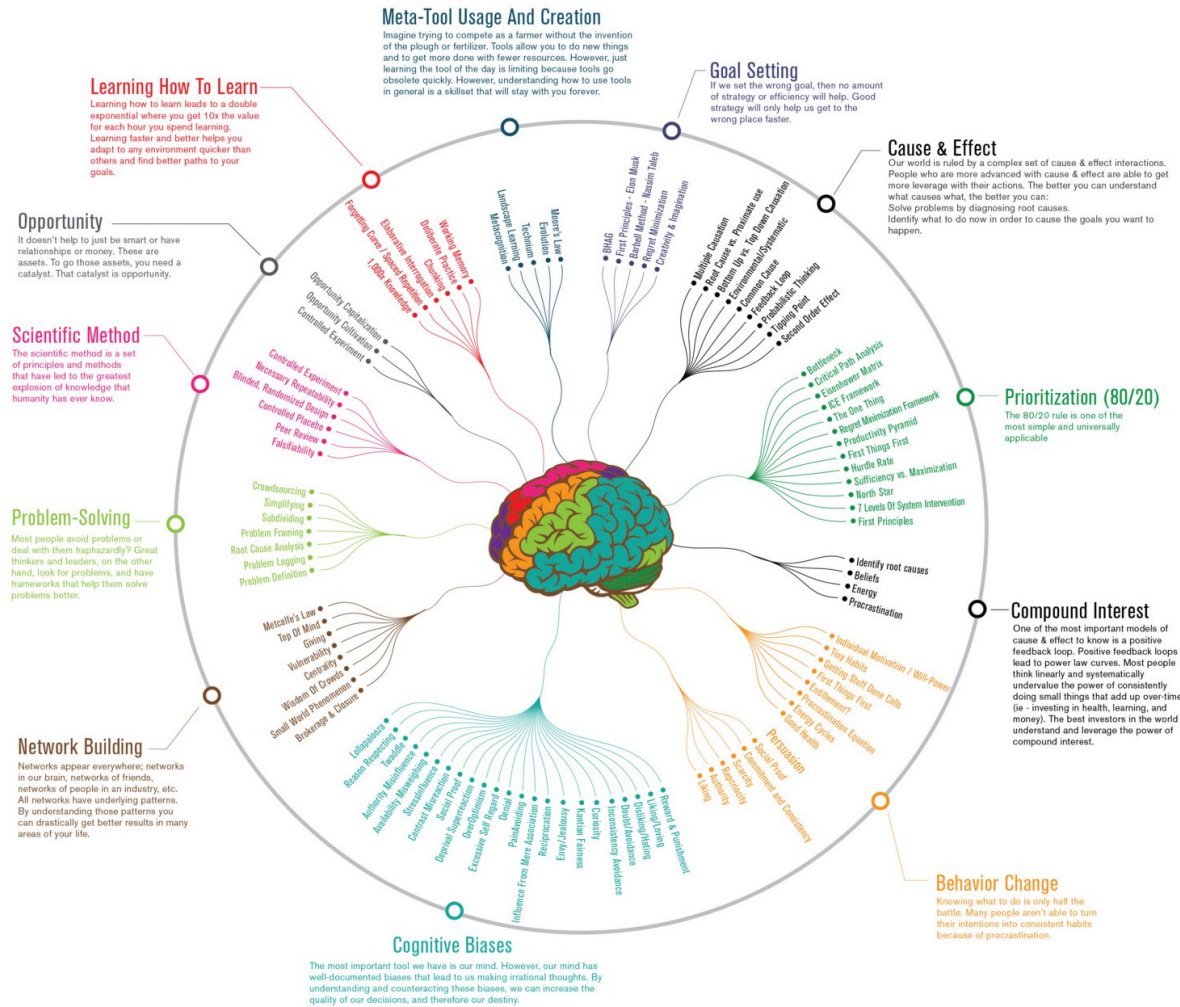 Meta-Tool Usage And Creation
Imagine trying to compete as a farmer without the invention
of the plough or fertilizer. Tools allow you to do new things
and to get more done with fewer resources. However, just
learning the tool of the day is limiting because tools go
obsolete quickly. However, understanding how to use tools
in general is a skillset that will stay with you forever.
Goal Setting
If we set the wrong goal, then no amount
of strategy or efficiency will help. Good
strategy will only help us get to the
wrong place faster.
Cause & Effect
Our world is ruled by a complex set of cause & effect interactions.
People who are more advanced with cause & effect are able to get
more leverage with their actions. The better you can understand
what causes what, the better you can:
Solve problems by diagnosing root causes.
Identify what to do now in order to cause the goals you want to
happen.
Prioritization (80/20)
The 80/20 rule is one of the
most simple and universally
applicable
Compound Interest
One of the most important models of
cause & effect to know is a positive
feedback loop. Positive feedback loops
lead to power law curves. Most people
think linearly and systematically
undervalue the power of consistently
doing small things that add up over-time
(ie - investing in health, learning, and
money). The best investors in the world
understand and leverage the power of
compound interest.
Behavior Change
Knowing what to do is only half the
battle. Many people aren't able to turn
their intentions into consistent habits
because of procrastination.
Cognitive Biases
The most important tool we have is our mind. However, our mind has
well-documented biases that lead to us making irrational thoughts. By
understanding and counteracting these biases, we can increase the
quality of our decisions, and therefore our destiny.
Network Building
Networks appear everywhere; networks
in our brain, networks of friends,
networks of people in an industry, etc.
All networks have underlying patterns.
By understanding those patterns you
can drastically get better results in many
areas of your life.
Problem-Solving
Most people avoid problems or
deal with them haphazardly? Great
thinkers and leaders, on the other
hand, look for problems, and have
frameworks that help them solve
problems better.
Scientific Method
The scientific method is a set
of principles and methods
that have led to the greatest
explosion of knowledge that
humanity has ever know.
Opportunity
It doesn't help to just be smart or have
relationships or money. These are
assets. To go those assets, you need a
catalyst. That catalyst is opportunity.
Learning How To Learn
Learning how to learn leads to a double
exponential where you get 10x the value
for each hour you spend learning.
Learning faster and better helps you
adapt to any environment quicker than
others and find better paths to your
goals.
Metacognition
Landscape Learning
Technium
Evolution
Moore's Law
BHAG
First Principles - Elon Musk
Barbell Method - Nassim Taleb
Regret Minimization
Creativity & Imagination
Multiple Causation
Root Cause vs. Proximate use
Bottom Up vs. Top Down Causation
Environmental/Systematic
Common Cause
Feedback Loop
Probabilistic Thinking
Tipping Point
Second Order Effect
Bottleneck
Critical Path Analysis
Eisenhower Matrix
ICE Framework
The One Thing
Regret Minimization Framework
Productivity Pyramid
First Things First
Hurdle Rate
Sufficiency vs. Maximization
North Star
7 Levels Of System Intervention
First Principles
Identify root causes
Beliefs
Energy
Procrastination
Individual Motivation / Will-Power
Tiny Habits
Getting Stuff Done Calls
First Things First
Entitlement?
Procrastination Equation
Energy Cycles
Good Health
Persuasion
Social Proof
Commitment and Consistency
Scarcity
Repricocity
Authority
Liking
Reward & Punishment
Liking/Loving
Disliking/Hating
Doubt/Avoidance
Inconsistency Avoidance
Curiosity
Kantian Fairness
Envy/Jealousy
Reciprocation
Influence From Mere Association
PainAvoiding
Denial
Excessive Self Regard
OverOptimism
Deprival Superreaction
Social Proof
Contrast Misreaction
StressInfluence
Availability Misweighing
Authority Misinfluence
Twaddle
Reason Respecting
Lollapalooza
Brokerage & Closure
Small World Phenomenon
Wisdom Of Crowds
Centrality
Vulnerability
Giving
Top Of Mind
Metcalfe's Law
Problem Definition
Problem Logging
Root Cause Analysis
Problem Framing
Subdividing
Simplifying
Crowdsourcing
Falsifiability
Peer Review
Controlled Placebo
Blinded, Randomized Design
Necessary Repeatability
Controlled Experiment
Controlled Experiment
Opportunity Cultivation
Opportunity Capitalization
1,000x Knowledge
Forgetting Curve / Spaced Repetition
Elaborative Interrogation
Chunking
Deliberate Practice
Working Memory